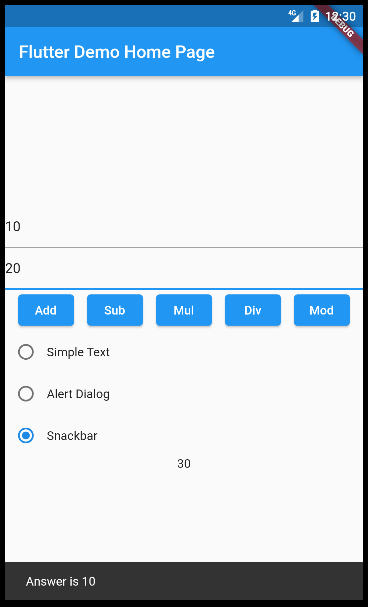 4G 12:30
DEBUG
Flutter Demo Home Page
10
20
Add Sub Mul Div Mod
Simple Text
Alert Dialog
Snackbar
30
Answer is 10